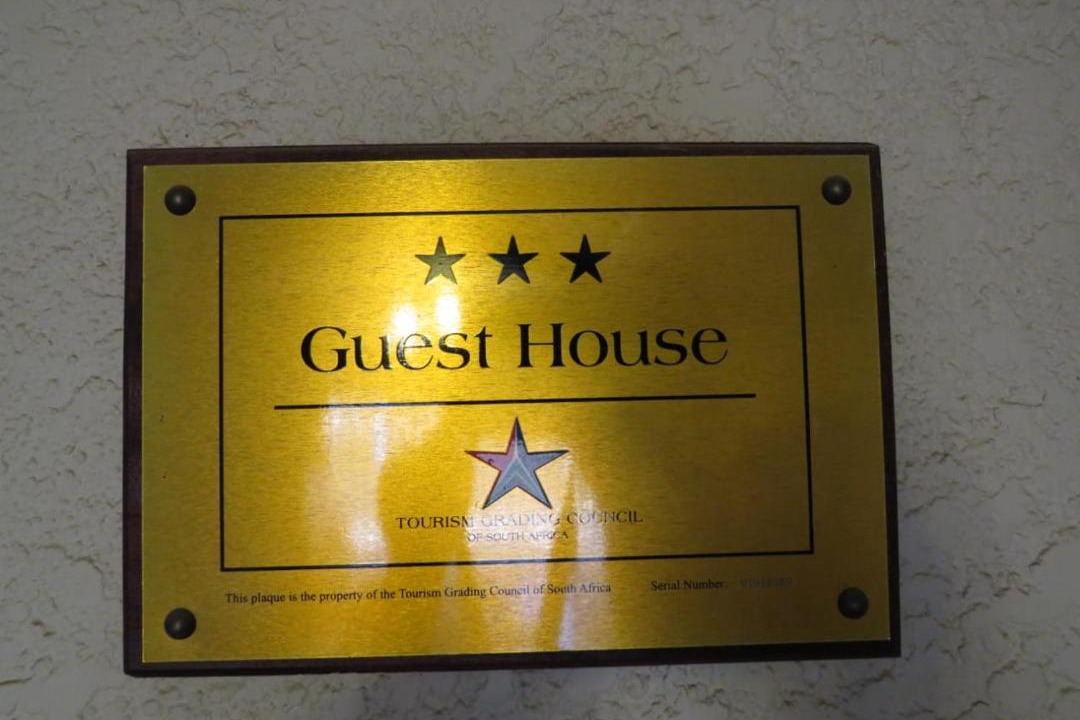 Guest House
TOURISM GRADING COUNCIL
OF SOUTH AFRICA
This plaque is the property of the Tourism Grading Council of South Africa Serial Number: